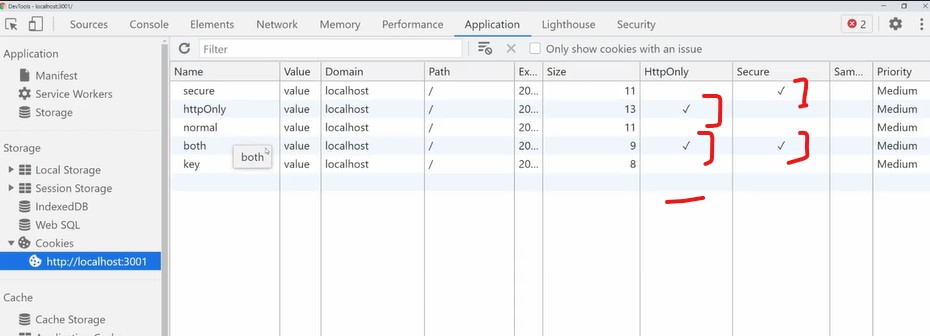 DevTools - localhost:3001/
Sources Console Elements Network Memory Performance Application Lighthouse Security 2
Application
Manifest
Service Workers
Storage
Storage
Local Storage
Session Storage
IndexedDB
Web SQL
Cookies
http://localhost:3001
Cache
Cache Storage
Filter Only show cookies with an issue
Name Value Domain Path Ex... Size HttpOnly Secure Sam... Priority
secure value localhost / 20... 11 ✓ Medium
httpOnly value localhost / 20... 13 ✓ Medium
normal value localhost / 20... 11 Medium
both value localhost / 20... 9 ✓ ✓ Medium
both
key value localhost / 20... 8 Medium